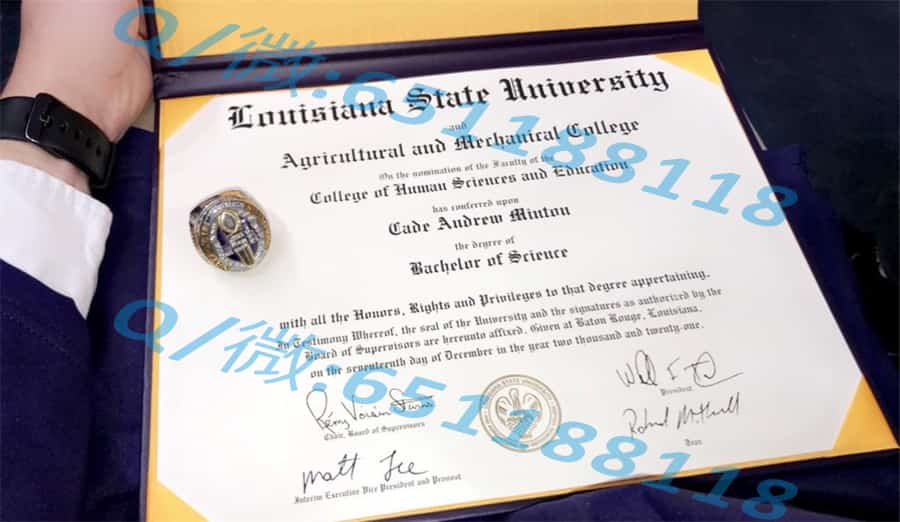 Q/微:651188118
Louisiana State University
and
Agricultural and Mechanical College
On the nomination of the Faculty of the
College of Human Sciences and Education
has conferred upon
Cade Andrew Minton
the degree of
Bachelor of Science
with all the Honors, Rights and Privileges to that degree appertaining.
In Testimony Whereof, the seal of the University and the signatures as authorized by the
Board of Supervisors are hereunto affixed. Given at Baton Rouge, Louisiana,
on the seventeenth day of December in the year two thousand and twenty-one.
Q/微:651188118
Chair, Board of Supervisors
President
Matt Lee
Dean
Interim Executive Vice President and Provost